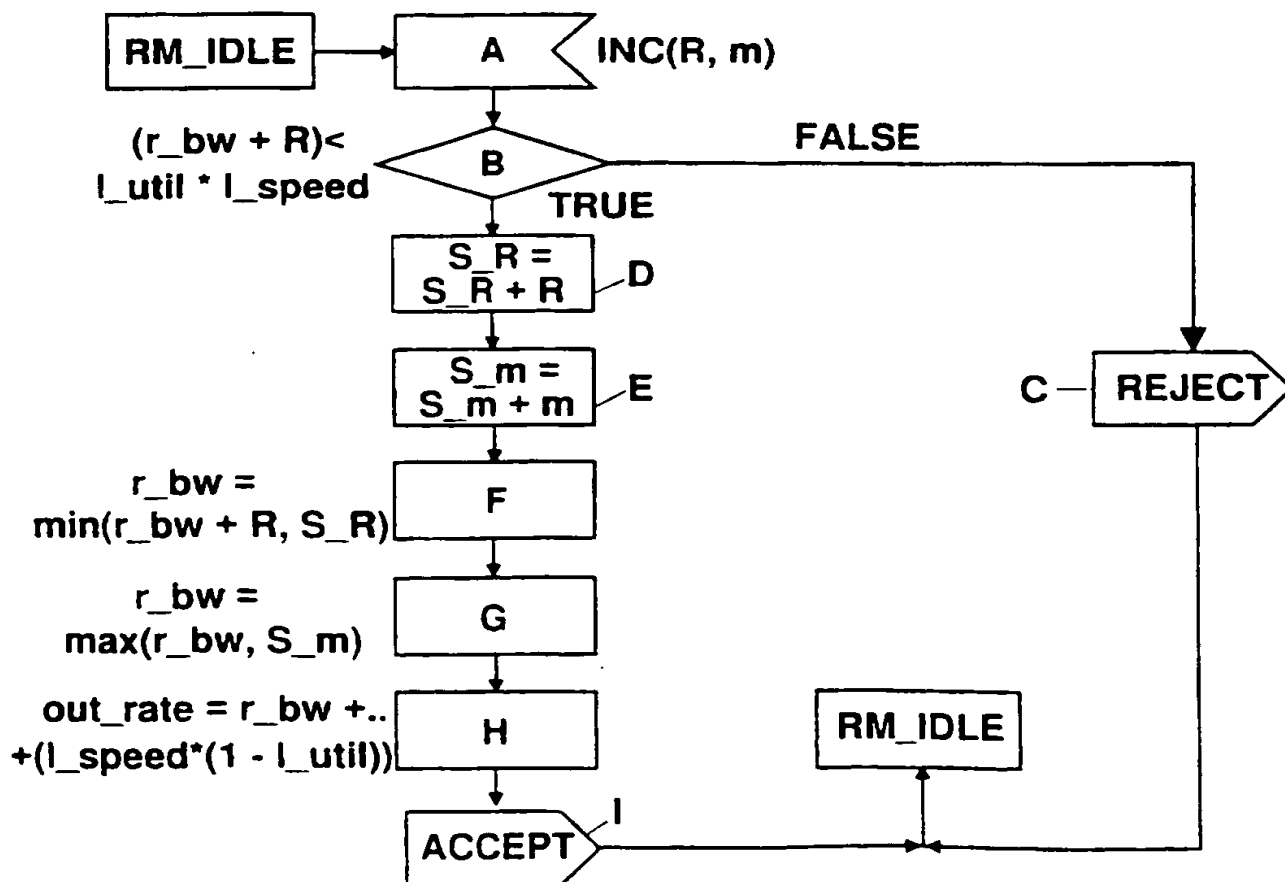 RM_IDLE
A
INC(R, m)
(r_bw + R)<
l_util * l_speed
B
FALSE
TRUE
S_R =
S_R + R
D
S_m =
S_m + m
E
C
REJECT
r_bw =
min(r_bw + R, S_R)
F
r_bw =
max(r_bw, S_m)
G
out_rate = r_bw +..
+(l_speed*(1 - l_util))
H
RM_IDLE
ACCEPT
I